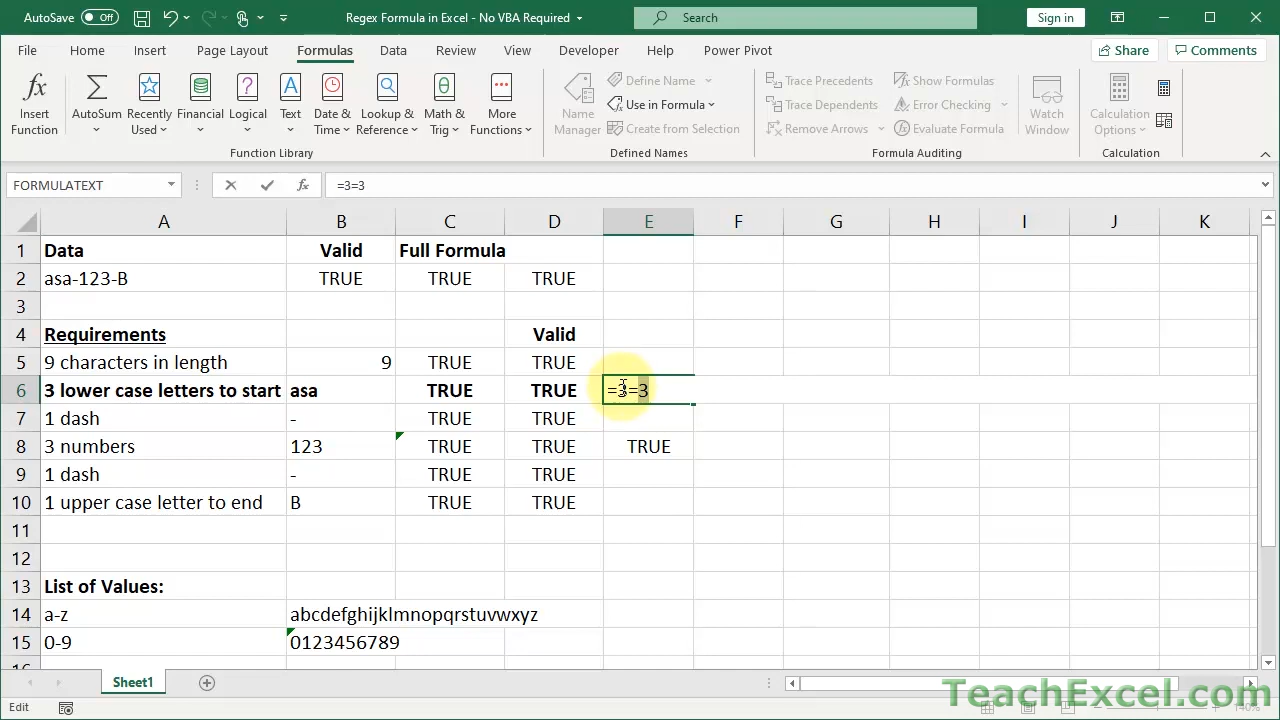 AutoSave Off Regex Formula in Excel - No VBA Required Search Sign in
File Home Insert Page Layout Formulas Data Review View Developer Help Power Pivot Share Comments
Insert Function
AutoSum
Recently Used
Financial
Logical
Text
Date & Time
Lookup & Reference
Math & Trig
More Functions
Function Library
Name Manager
Define Name
Use in Formula
Create from Selection
Defined Names
Trace Precedents
Trace Dependents
Remove Arrows
Show Formulas
Error Checking
Evaluate Formula
Formula Auditing
Watch Window
Calculation Options
Calculation
FORMULATEXT fx =3=3
A B C D E F G H I J K
1 Data Valid Full Formula
2 asa-123-B TRUE TRUE TRUE
3
4 Requirements Valid
5 9 characters in length 9 TRUE TRUE
6 3 lower case letters to start asa TRUE TRUE =3=3
7 1 dash - TRUE TRUE
8 3 numbers 123 TRUE TRUE TRUE
9 1 dash - TRUE TRUE
10 1 upper case letter to end B TRUE TRUE
11
12
13 List of Values:
14 a-z abcdefghijklmnopqrstuvwxyz
15 0-9 0123456789
16
Sheet1
TeachExcel.com
Edit 140%